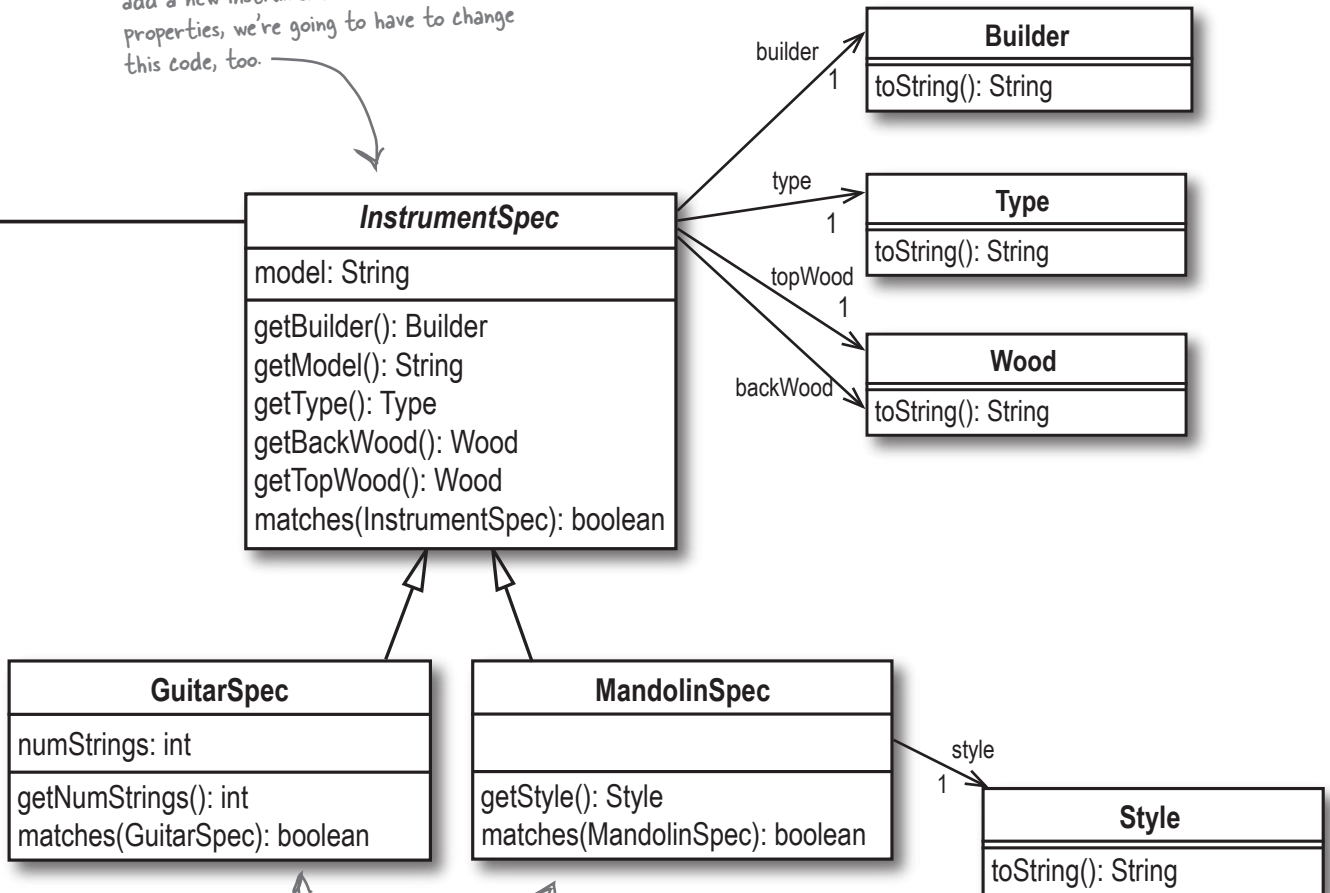 add a new instrument
properties, we're going to have to change
this code, too.
builder
1
Builder
toString(): String
type
1
Type
toString(): String
topWood
1
backWood
Wood
toString(): String
InstrumentSpec
model: String
getBuilder(): Builder
getModel(): String
getType(): Type
getBackWood(): Wood
getTopWood(): Wood
matches(InstrumentSpec): boolean
GuitarSpec
numStrings: int
getNumStrings(): int
matches(GuitarSpec): boolean
MandolinSpec
getStyle(): Style
matches(MandolinSpec): boolean
style
1
Style
toString(): String